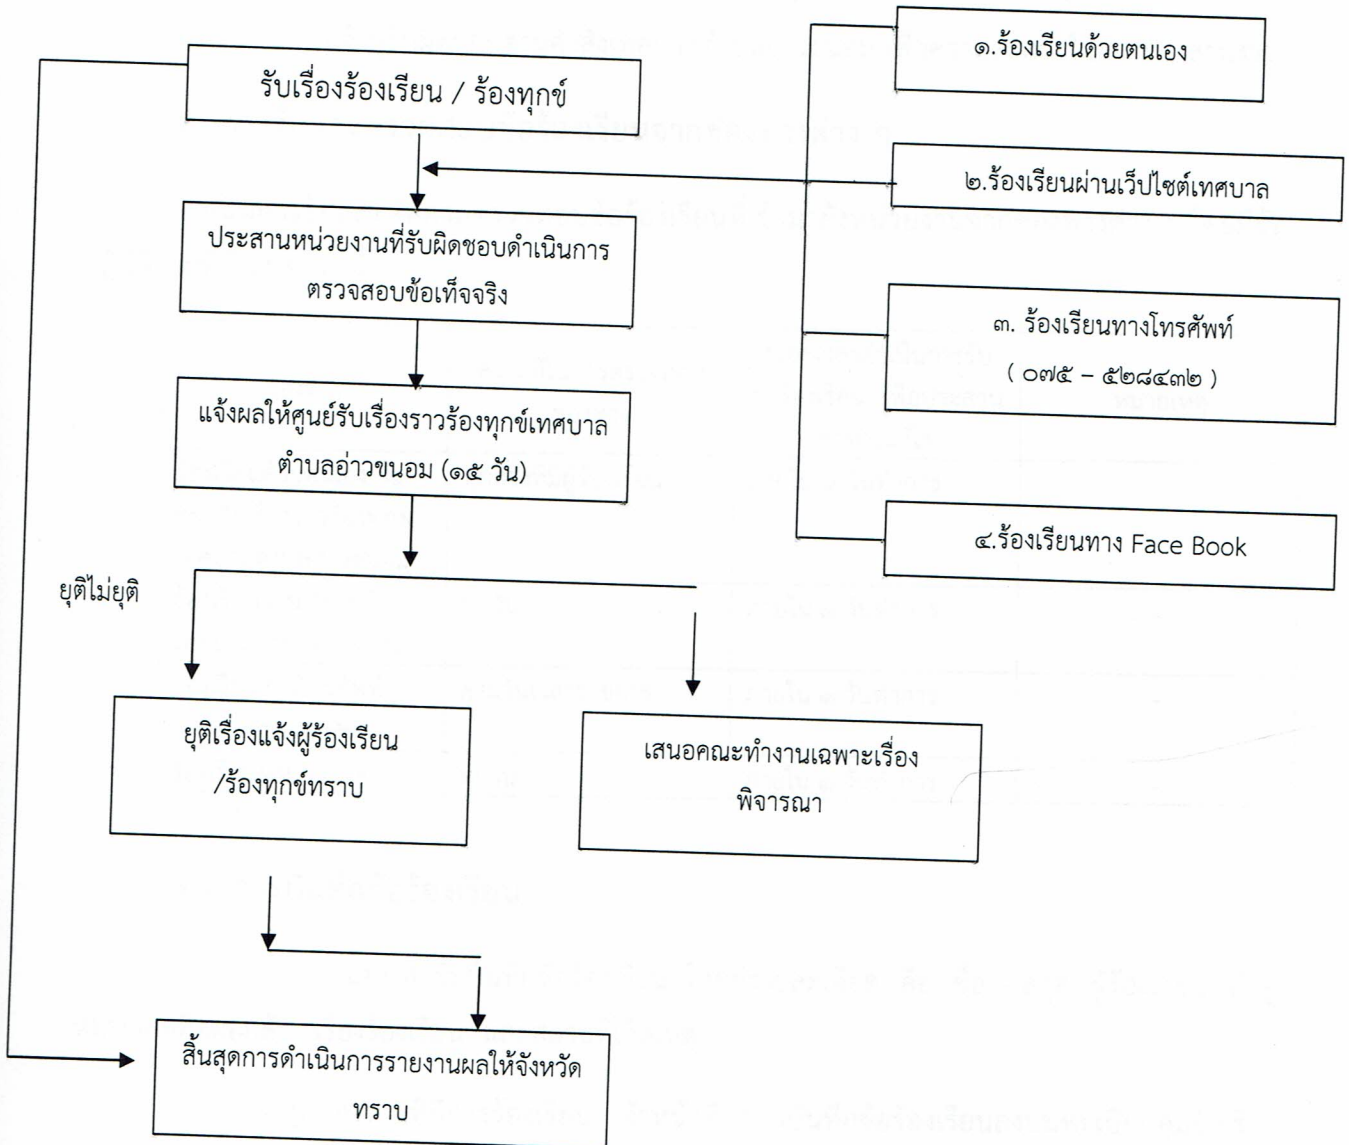 รับเรื่องร้องเรียน / ร้องทุกข์
๑.ร้องเรียนด้วยตนเอง
๒.ร้องเรียนผ่านเว็ปไซต์เทศบาล
ประสานหน่วยงานที่รับผิดชอบดำเนินการ
ตรวจสอบข้อเท็จจริง
๓. ร้องเรียนทางโทรศัพท์
( ๐๗๕ – ๕๒๘๔๓๒ )
แจ้งผลให้ศูนย์รับเรื่องราวร้องทุกข์เทศบาล
ตำบลอ่าวขนอม (๑๕ วัน)
๔.ร้องเรียนทาง Face Book
ยุติไม่ยุติ
ยุติเรื่องแจ้งผู้ร้องเรียน
/ร้องทุกข์ทราบ
เสนอคณะทำงานเฉพาะเรื่อง
พิจารณา
สิ้นสุดการดำเนินการรายงานผลให้จังหวัด
ทราบ